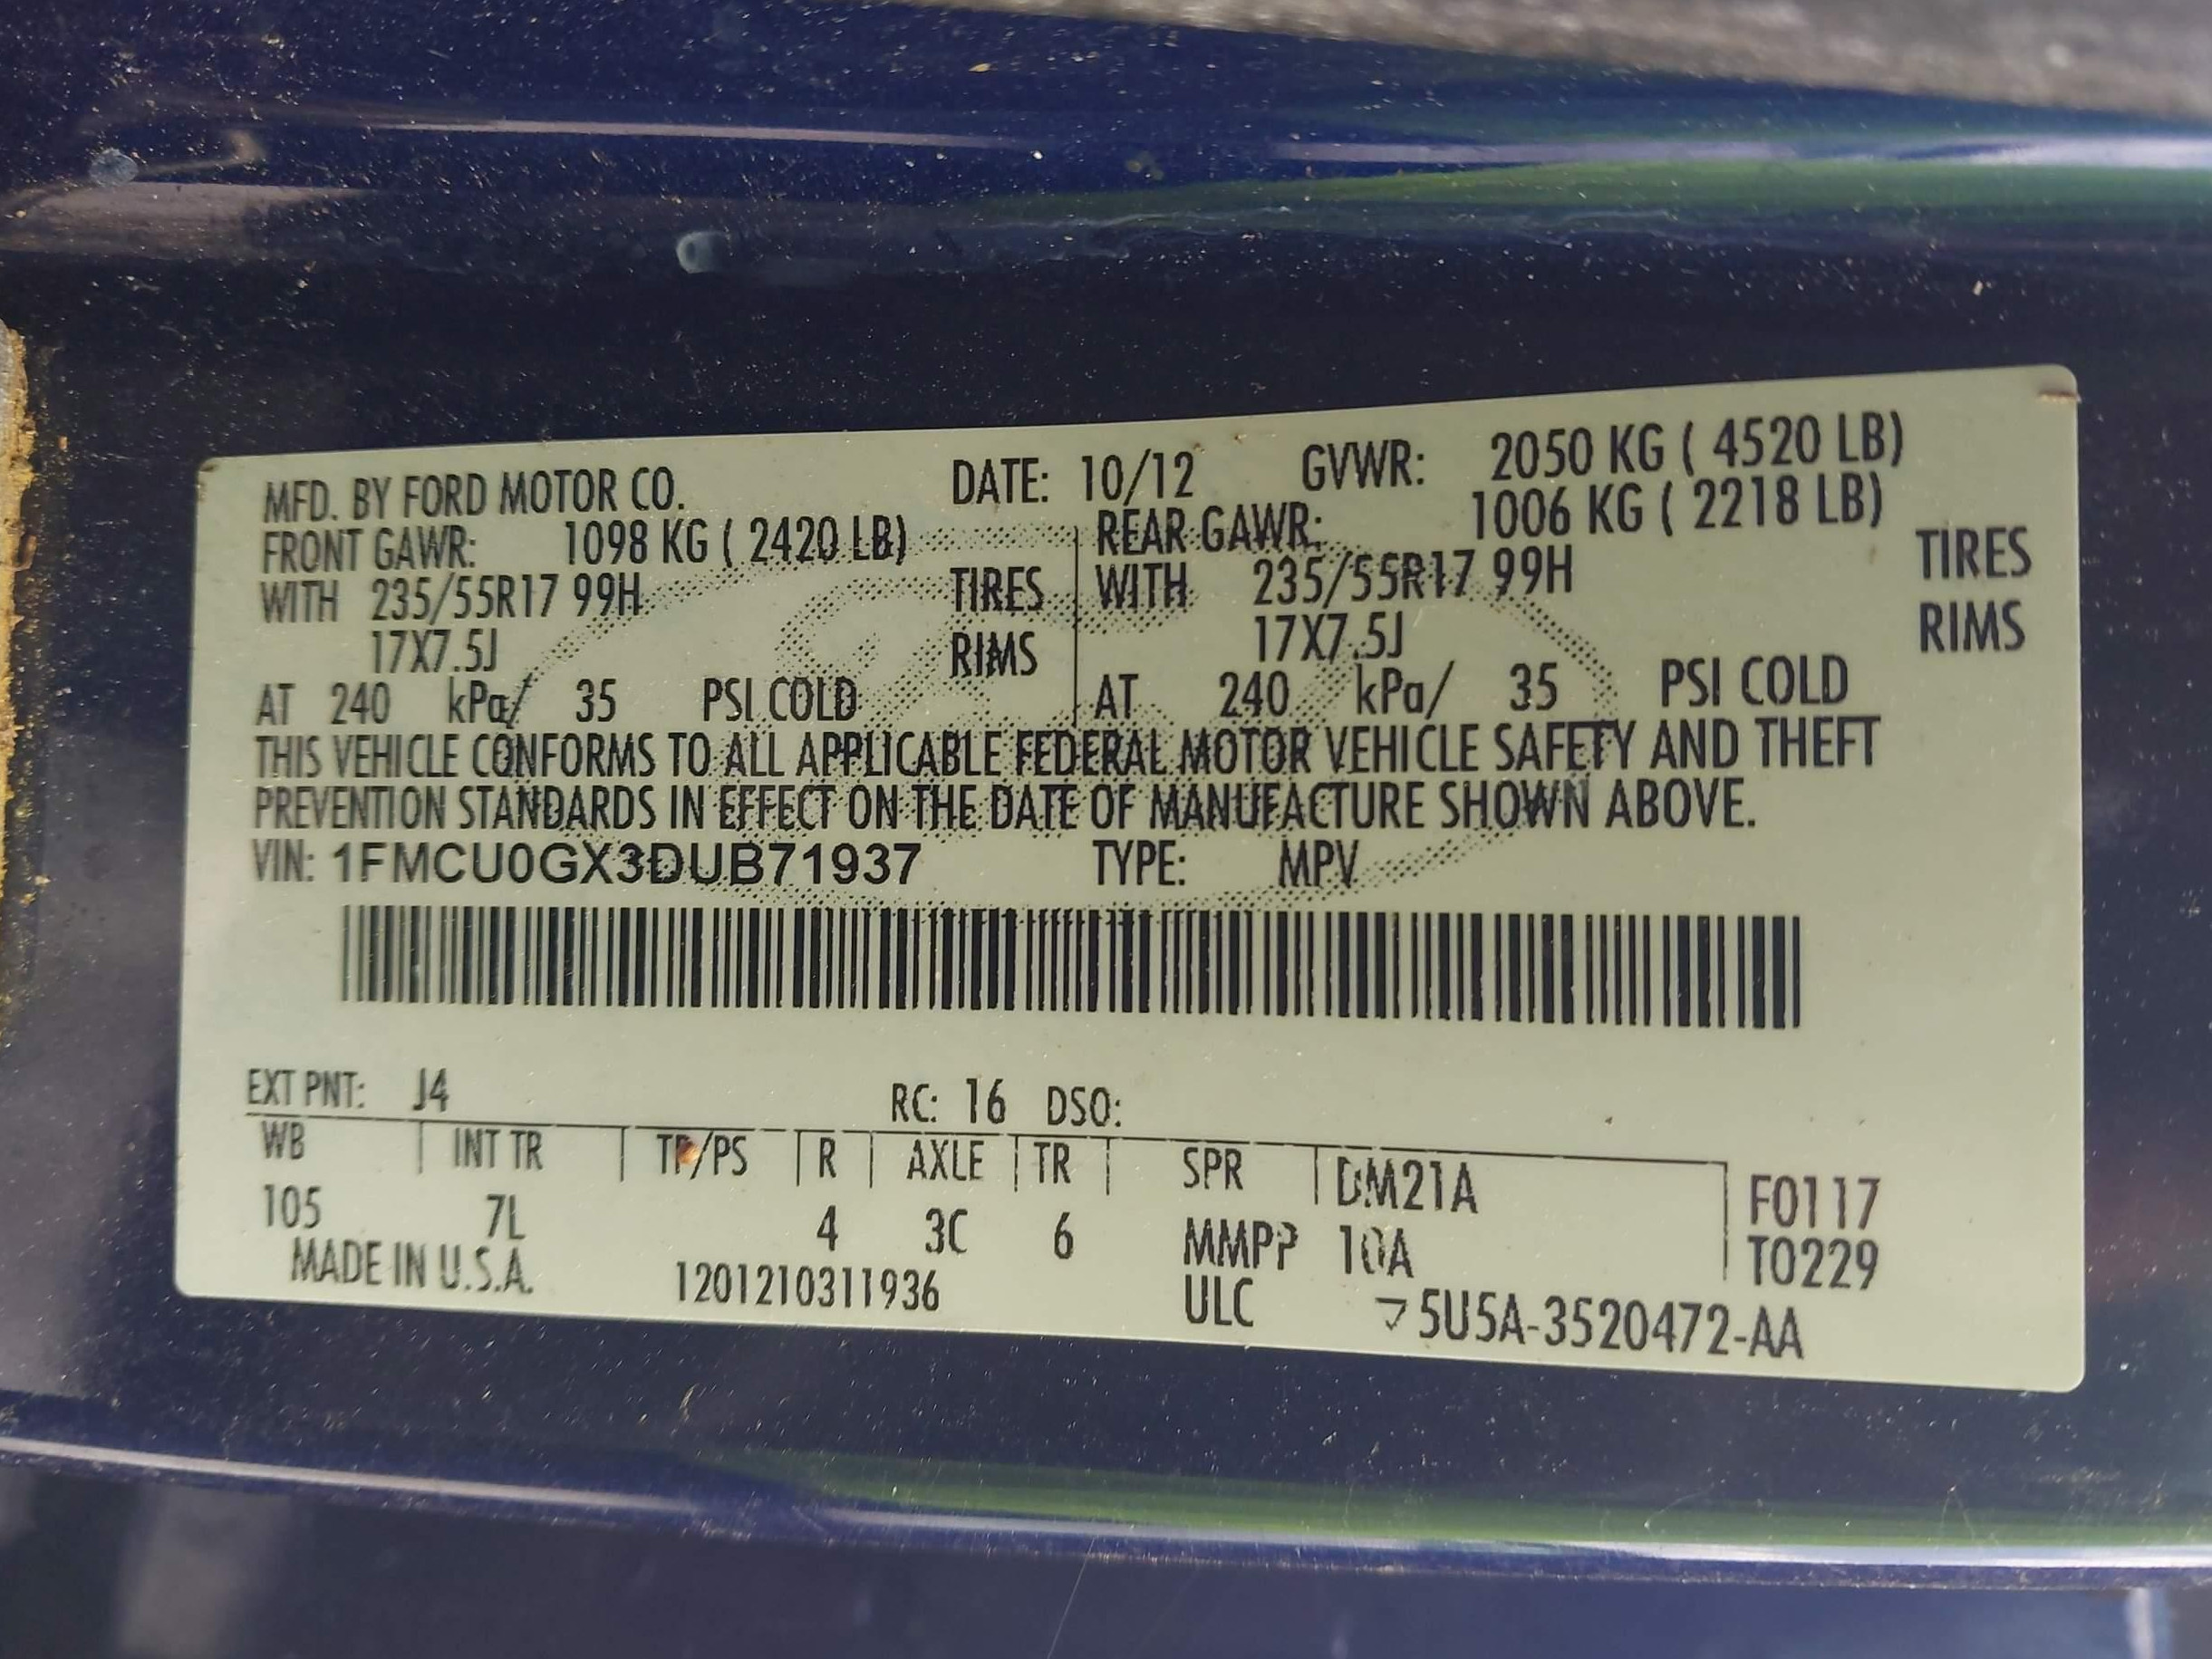 MFD. BY FORD MOTOR CO. DATE: 10/12 GVWR: 2050 KG ( 4520 LB)
FRONT GAWR: 1098 KG ( 2420 LB) REAR GAWR: 1006 KG ( 2218 LB)
WITH 235/55R17 99H TIRES WITH 235/55R17 99H TIRES
17X7.5J RIMS 17X7.5J RIMS
AT 240 kPa/ 35 PSI COLD AT 240 kPa/ 35 PSI COLD
THIS VEHICLE CONFORMS TO ALL APPLICABLE FEDERAL MOTOR VEHICLE SAFETY AND THEFT
PREVENTION STANDARDS IN EFFECT ON THE DATE OF MANUFACTURE SHOWN ABOVE.
VIN: 1FMCU0GX3DUB71937 TYPE: MPV
EXT PNT: J4 RC: 16 DSO:
WB INT TR TP/PS R AXLE TR SPR DM21A F0117
105 7L 4 3C 6 MMPP 10A T0229
MADE IN U.S.A. 1201210311936 ULC 5U5A-3520472-AA